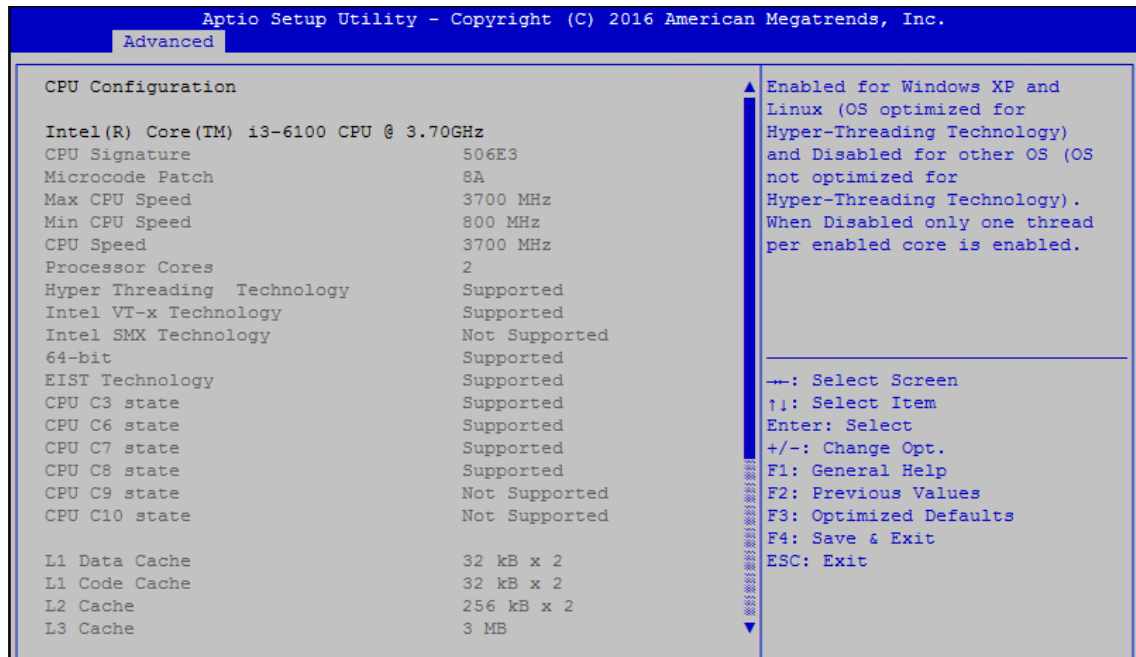 Aptio Setup Utility - Copyright (C) 2016 American Megatrends, Inc.
Advanced
CPU Configuration
Intel(R) Core(TM) i3-6100 CPU @ 3.70GHz
CPU Signature 506E3
Microcode Patch 8A
Max CPU Speed 3700 MHz
Min CPU Speed 800 MHz
CPU Speed 3700 MHz
Processor Cores 2
Hyper Threading Technology Supported
Intel VT-x Technology Supported
Intel SMX Technology Not Supported
64-bit Supported
EIST Technology Supported
CPU C3 state Supported
CPU C6 state Supported
CPU C7 state Supported
CPU C8 state Supported
CPU C9 state Not Supported
CPU C10 state Not Supported
L1 Data Cache 32 kB x 2
L1 Code Cache 32 kB x 2
L2 Cache 256 kB x 2
L3 Cache 3 MB
Enabled for Windows XP and
Linux (OS optimized for
Hyper-Threading Technology)
and Disabled for other OS (OS
not optimized for
Hyper-Threading Technology).
When Disabled only one thread
per enabled core is enabled.
→←: Select Screen
↑↓: Select Item
Enter: Select
+/-: Change Opt.
F1: General Help
F2: Previous Values
F3: Optimized Defaults
F4: Save & Exit
ESC: Exit